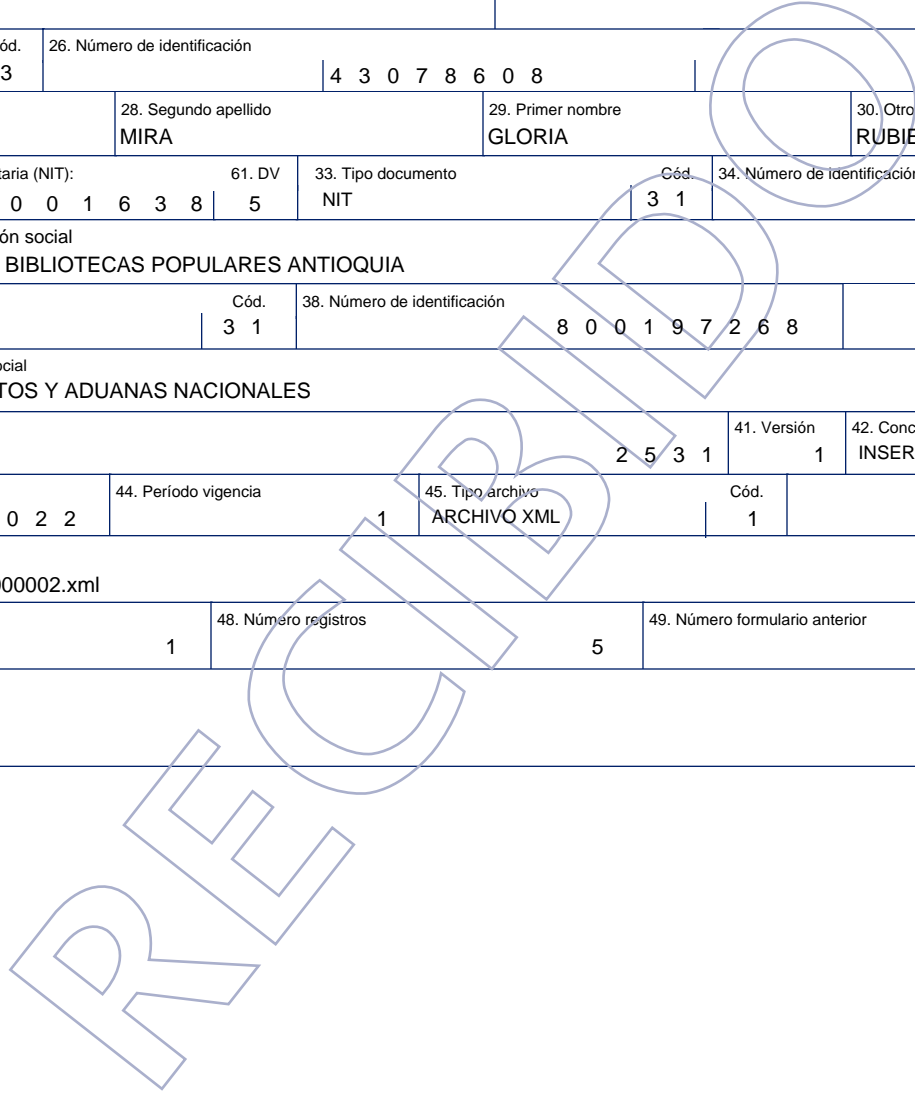 ód. 26. Número de identificación
3 4 3 0 7 8 6 0 8
28. Segundo apellido 29. Primer nombre 30. Otro
MIRA GLORIA RUBIE
taria (NIT): 61. DV 33. Tipo documento Cód. 34. Número de identificación
0 0 1 6 3 8 5 NIT 3 1
ón social
BIBLIOTECAS POPULARES ANTIOQUIA
Cód. 38. Número de identificación
3 1 8 0 0 1 9 7 2 6 8
ocial
TOS Y ADUANAS NACIONALES
41. Versión 42. Conc
2 5 3 1 1 INSER
44. Período vigencia 45. Tipo archivo Cód.
0 2 2 1 ARCHIVO XML 1
000002.xml
48. Número registros 49. Número formulario anterior
1 5
RECIBIDO